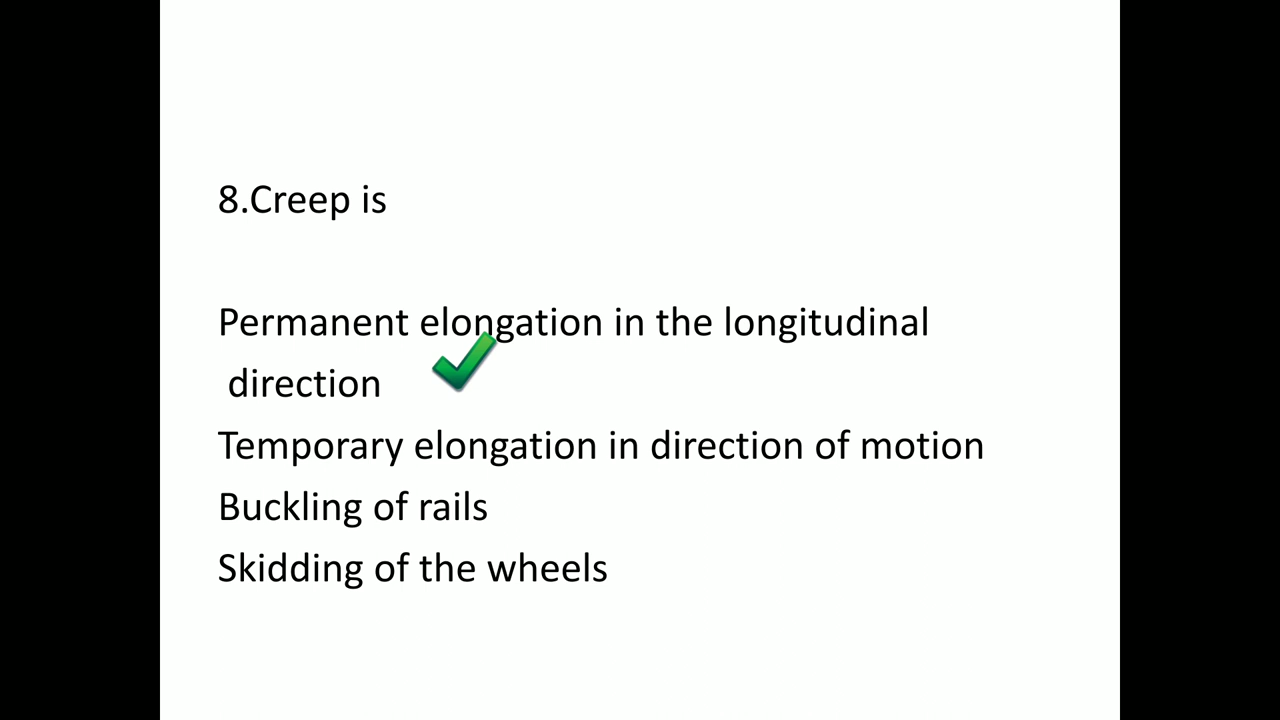 8.Creep is
Permanent elongation in the longitudinal
direction
Temporary elongation in direction of motion
Buckling of rails
Skidding of the wheels